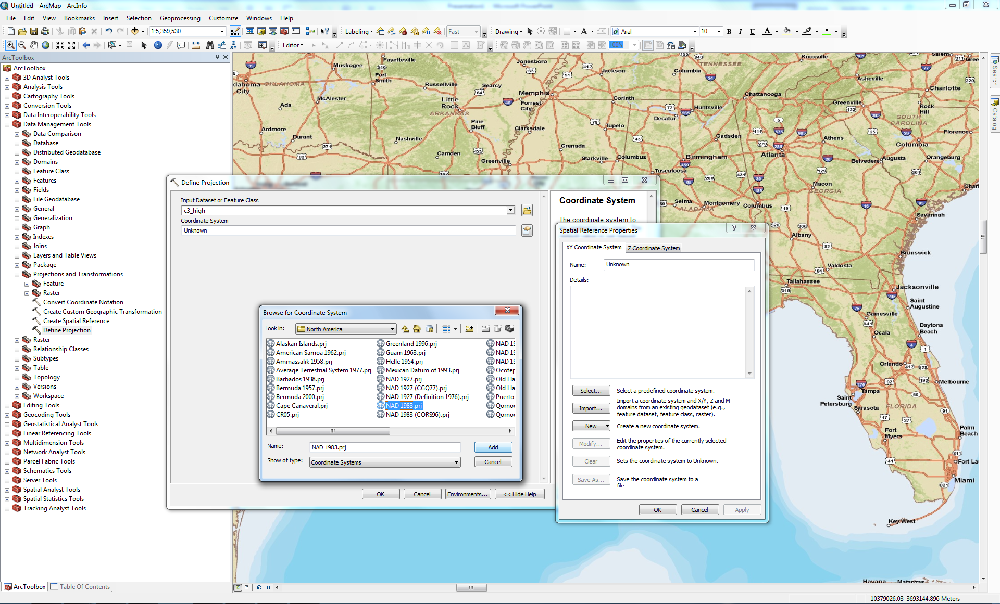 Untitled - ArcMap - ArcInfo
File Edit View Bookmarks Insert Selection Geoprocessing Customize Windows Help
1:5,359,530 Labeling Fast Drawing Arial 10 B I U A
Editor 100%
ArcToolbox
ArcToolbox
3D Analyst Tools
Analysis Tools
Cartography Tools
Conversion Tools
Data Interoperability Tools
Data Management Tools
Data Comparison
Database
Distributed Geodatabase
Domains
Feature Class
Features
Fields
File Geodatabase
General
Generalization
Graph
Indexes
Joins
Layers and Table Views
Package
Projections and Transformations
Feature
Raster
Convert Coordinate Notation
Create Custom Geographic Transformation
Create Spatial Reference
Define Projection
Raster
Relationship Classes
Subtypes
Table
Topology
Versions
Workspace
Editing Tools
Geocoding Tools
Geostatistical Analyst Tools
Linear Referencing Tools
Multidimension Tools
Network Analyst Tools
Parcel Fabric Tools
Schematics Tools
Server Tools
Spatial Analyst Tools
Spatial Statistics Tools
Tracking Analyst Tools
ArcToolbox Table Of Contents
Search
Catalog
Define Projection
Input Dataset or Feature Class
c3_high
Coordinate System
Unknown
Coordinate System
The coordinate system to
OK Cancel Environments... << Hide Help
Browse for Coordinate System
Look in: North America
Alaskan Islands.prj
American Samoa 1962.prj
Ammassalik 1958.prj
Average Terrestrial System 1977.prj
Barbados 1938.prj
Bermuda 1957.prj
Bermuda 2000.prj
Cape Canaveral.prj
CR05.prj
Greenland 1996.prj
Guam 1963.prj
Helle 1954.prj
Mexican Datum of 1993.prj
NAD 1927.prj
NAD 1927 (CGQ77).prj
NAD 1927 (Definition 1976).prj
NAD 1983.prj
NAD 1983 (CORS96).prj
NAD 19
NAD 19
NAD 19
Ocotep
Old Ha
Old Ha
Puerto
Qorno
Qorno
Name: NAD 1983.prj Add
Show of type: Coordinate Systems Cancel
Spatial Reference Properties
XY Coordinate System Z Coordinate System
Name: Unknown
Details:
Select... Select a predefined coordinate system.
Import... Import a coordinate system and X/Y, Z and M
domains from an existing geodataset (e.g.,
feature dataset, feature class, raster).
New Create a new coordinate system.
Modify... Edit the properties of the currently selected
coordinate system.
Clear Sets the coordinate system to Unknown.
Save As... Save the coordinate system to a
file.
OK Cancel Apply
Fayetteville
Muskogee
Fort
Smith
Russellville
Searcy
Jonesboro
Jackson
Columbia
TENNESSEE
Knoxville
Salem
Asheville
Charlotte
OKLAHOMA
City
McAlester
Ada
Little
Rock
ARKANSAS
Memphis
Forrest
City
Corinth
Huntsville
Decatur
Chattanooga
Greenville
Rock
Hill
SOUTH
CAROLINA
Florence
Ardmore
Durant
Nashville
Pine
Bluff
Clarksdale
Tupelo
Gadsden
Athens
Columbia
Camden
Greenville
Grenada
Starkville
Columbus
Birmingham
Atlanta
Belvedere
Augusta
Orangeburg
Tuscaloosa
Macon
GEORGIA
Selma
Montgomery
ALABAMA
Columbus
Savannah
Albany
Brunswick
Valdosta
Tallahassee
Jacksonville
Saint
Augustine
Gainesville
Ocala
Daytona
Beach
Orlando
Melbourne
Tampa
Saint
Petersburg
Sarasota
FLORIDA
Fort
Myers
Palm
Beach
Fort La
Miami
Key West
Havana
Matanzas
-10379026.03 3693144.896 Meters